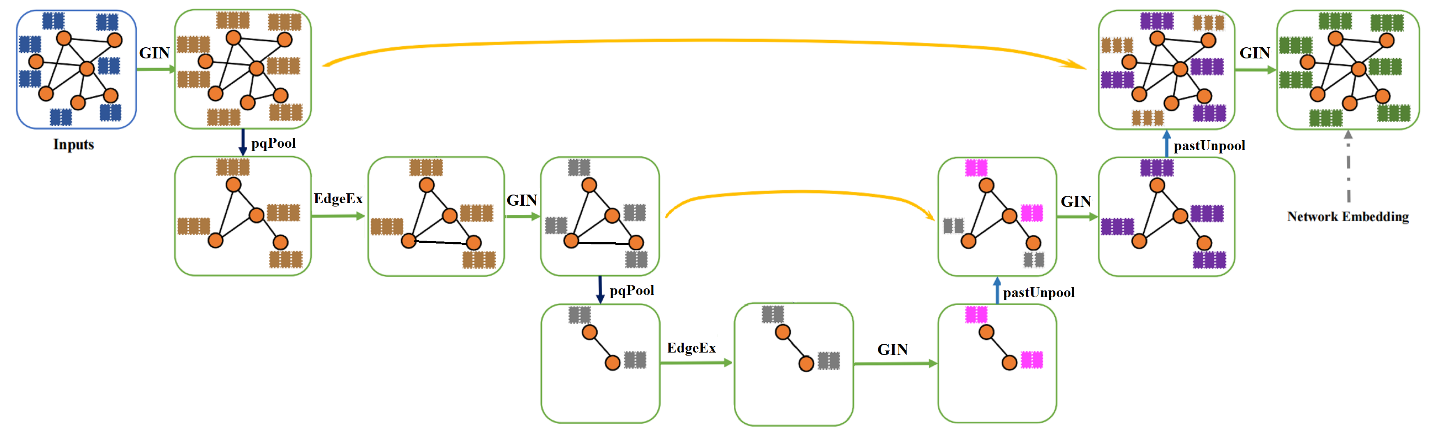 GIN
GIN
Inputs
pqPool
pastUnpool
EdgeEx
GIN
GIN
Network Embedding
pqPool
pastUnpool
EdgeEx
GIN